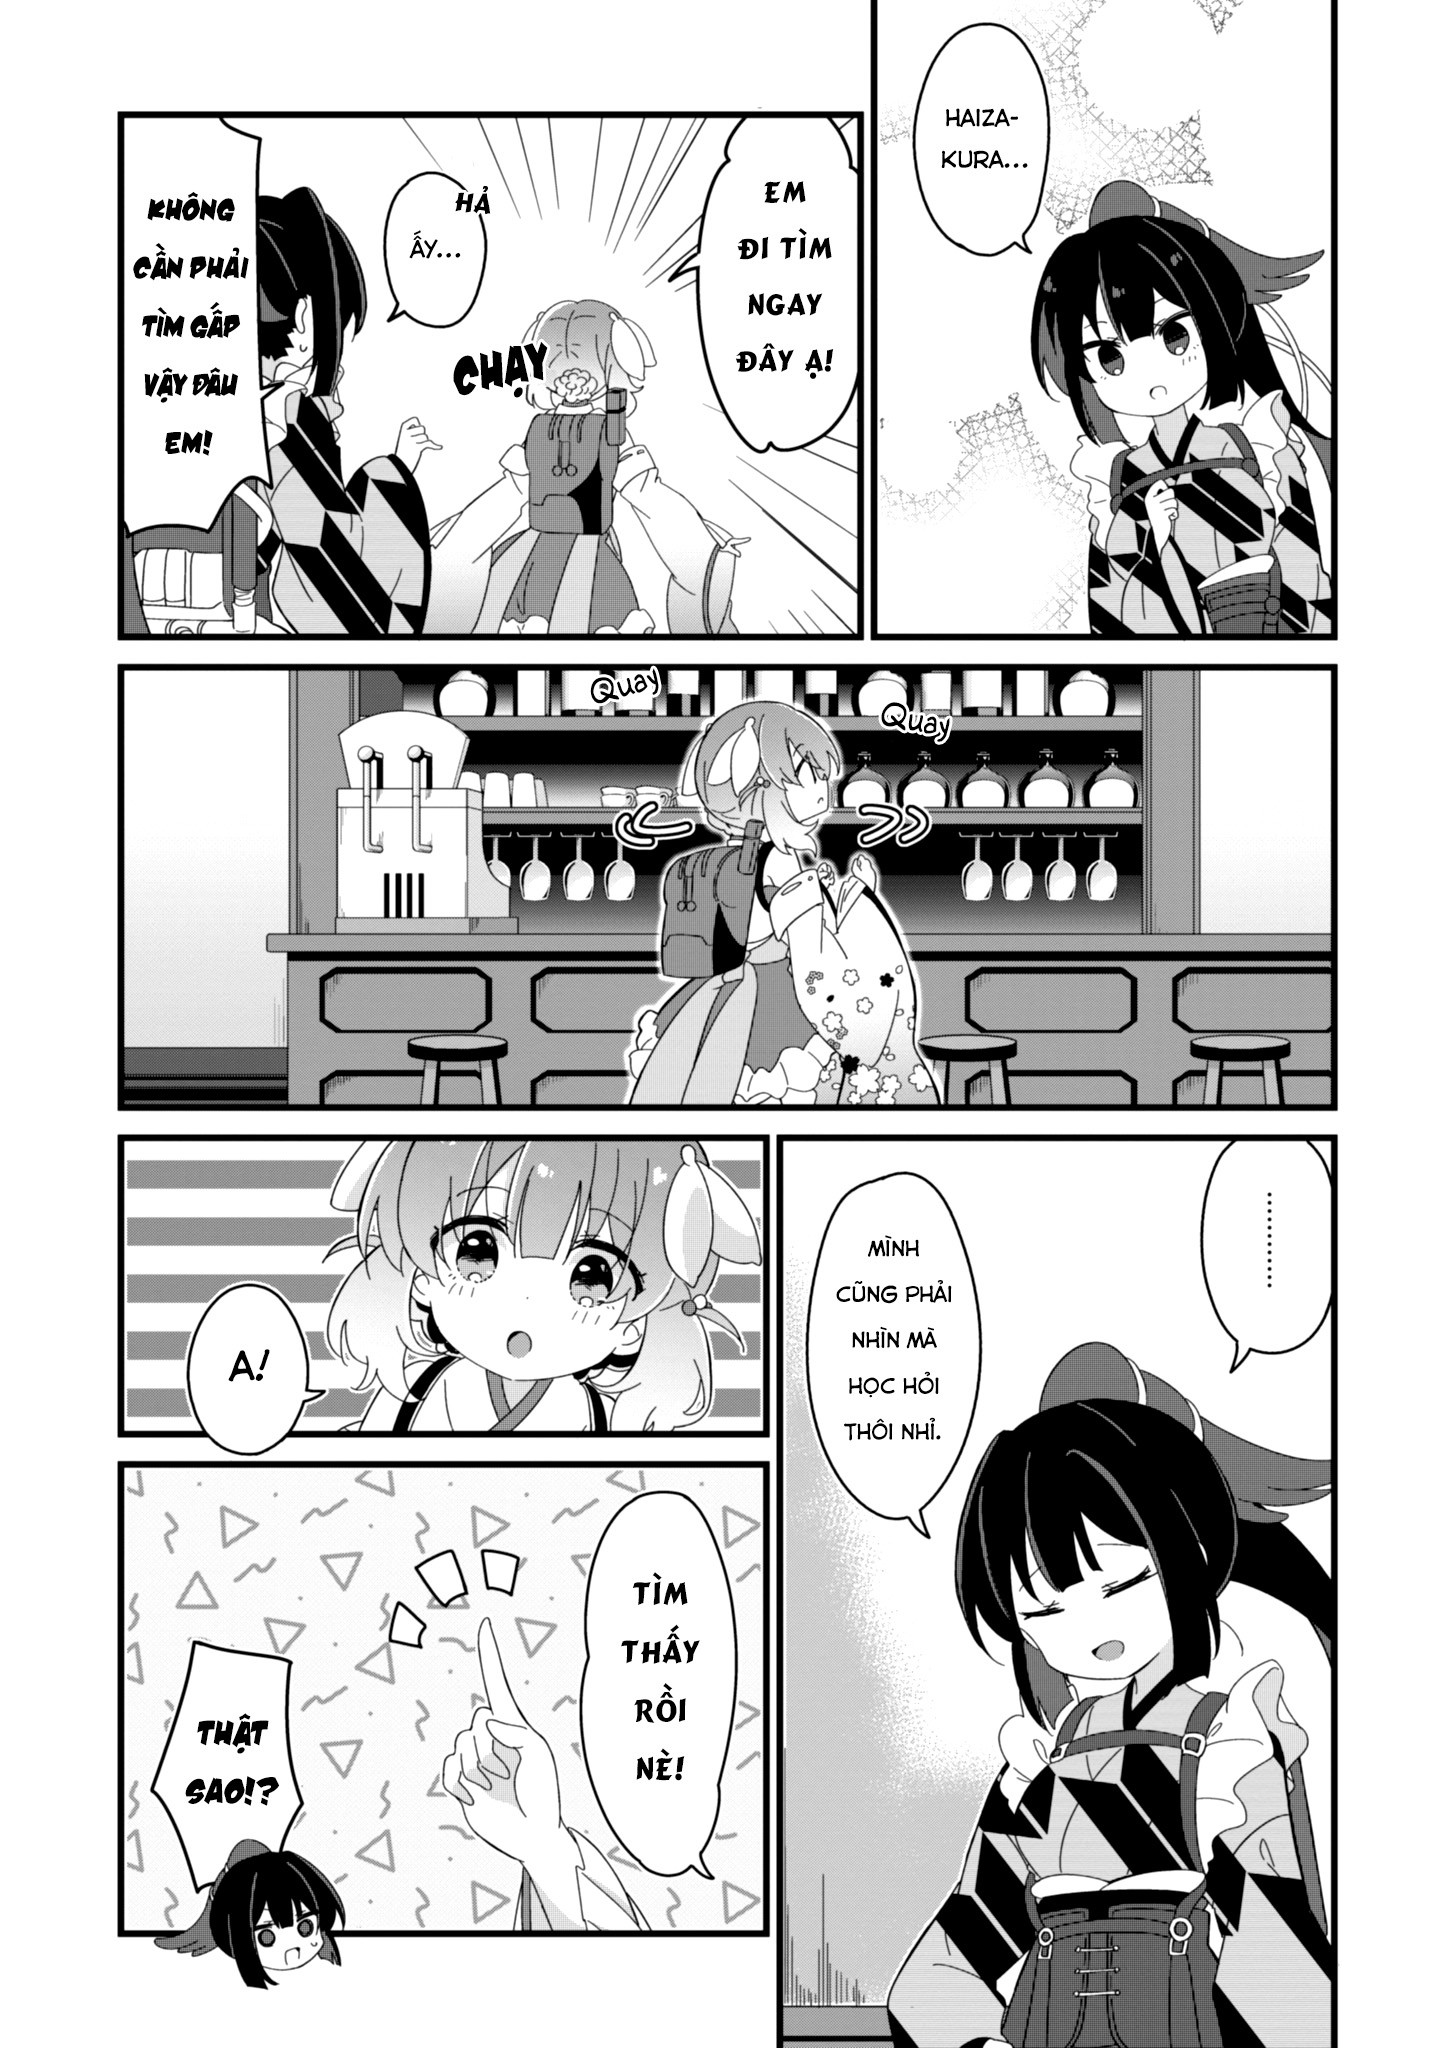 HAIZA-
KURA...
EM
ĐI TÌM
NGAY
ĐÂY Ạ!
HẢ
ẤY...
CHẠY
KHÔNG
CẦN PHẢI
TÌM GẤP
VẬY ĐÂU
EM!
Quay
Quay
..........
MÌNH
CŨNG PHẢI
NHÌN MÀ
HỌC HỎI
THÔI NHỈ.
A!
TÌM
THẤY
RỒI
NÈ!
THẬT
SAO!?